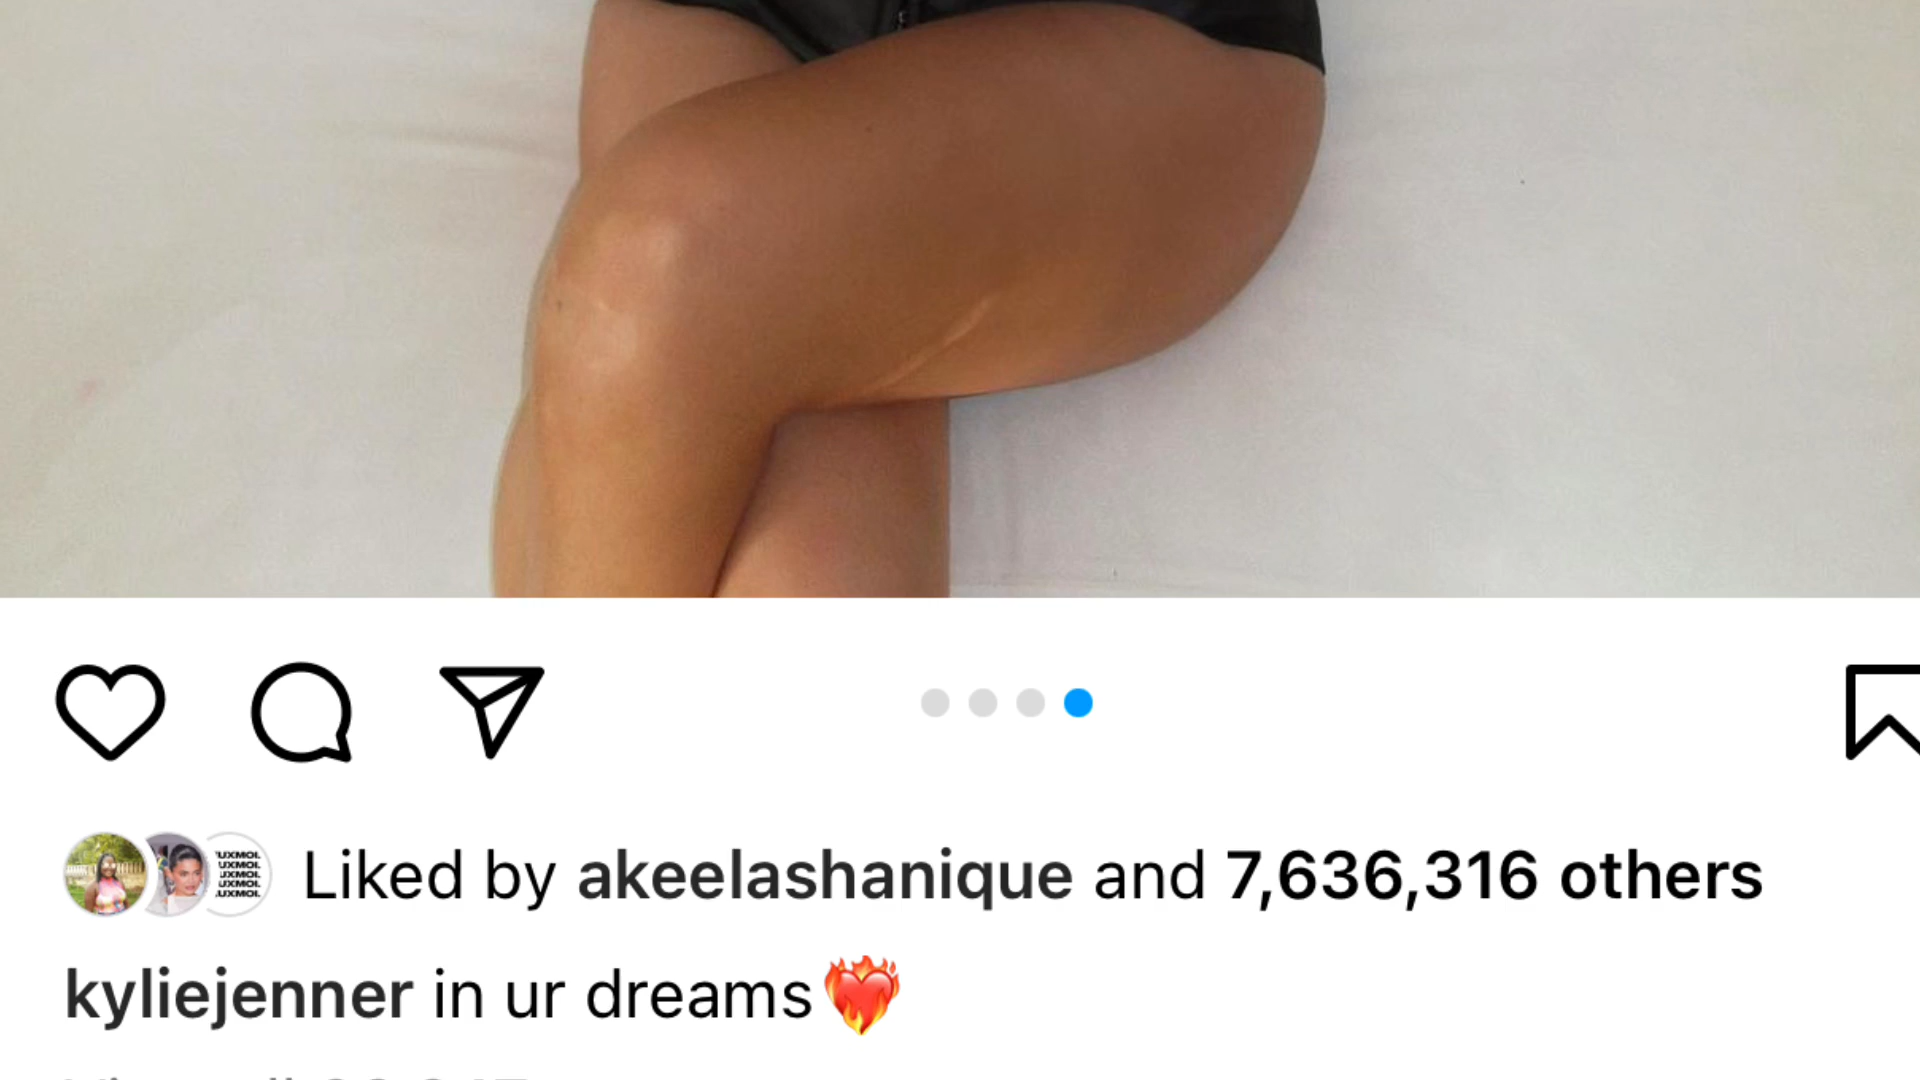 Liked by akeelashanique and 7,636,316 others
kyliejenner in ur dreams❤️‍🔥